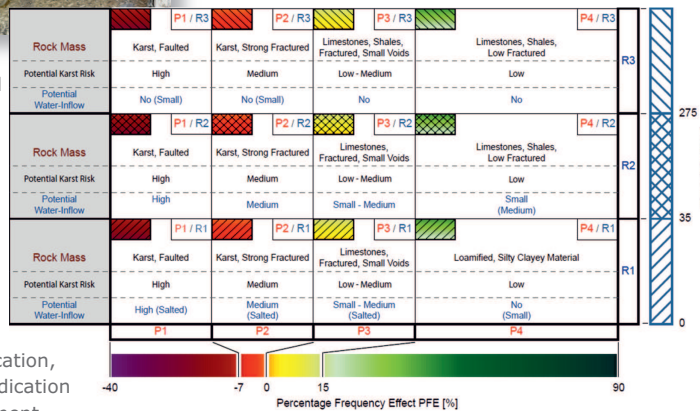 P1 / R3 P2 / R3 P3 / R3 P4 / R3
Rock Mass
Karst, Faulted
Karst, Strong Fractured
Limestones, Shales,
Fractured, Small Voids
Limestones, Shales,
Low Fractured
Potential Karst Risk
High
Medium
Low - Medium
Low
Potential
Water-Inflow
No (Small)
No (Small)
No
No
R3
275
P1 / R2 P2 / R2 P3 / R2 P4 / R2
Rock Mass
Karst, Faulted
Karst, Strong Fractured
Limestones,
Fractured, Small Voids
Limestones, Shales,
Low Fractured
Potential Karst Risk
High
Medium
Low - Medium
Low
Potential
Water-Inflow
High
Medium
Small - Medium
Small
(Medium)
R2
35
P1 / R1 P2 / R1 P3 / R1 P4 / R1
Rock Mass
Karst, Faulted
Karst, Strong Fractured
Limestones,
Fractured, Small Voids
Loamified, Silty Clayey Material
Potential Karst Risk
High
Medium
Low - Medium
Low
Potential
Water-Inflow
High (Salted)
Medium
(Salted)
Small - Medium
(Salted)
No
(Small)
R1
0
P1 P2 P3 P4
-40 -7 0 15 90
Percentage Frequency Effect PFE [%]
cation,
dication